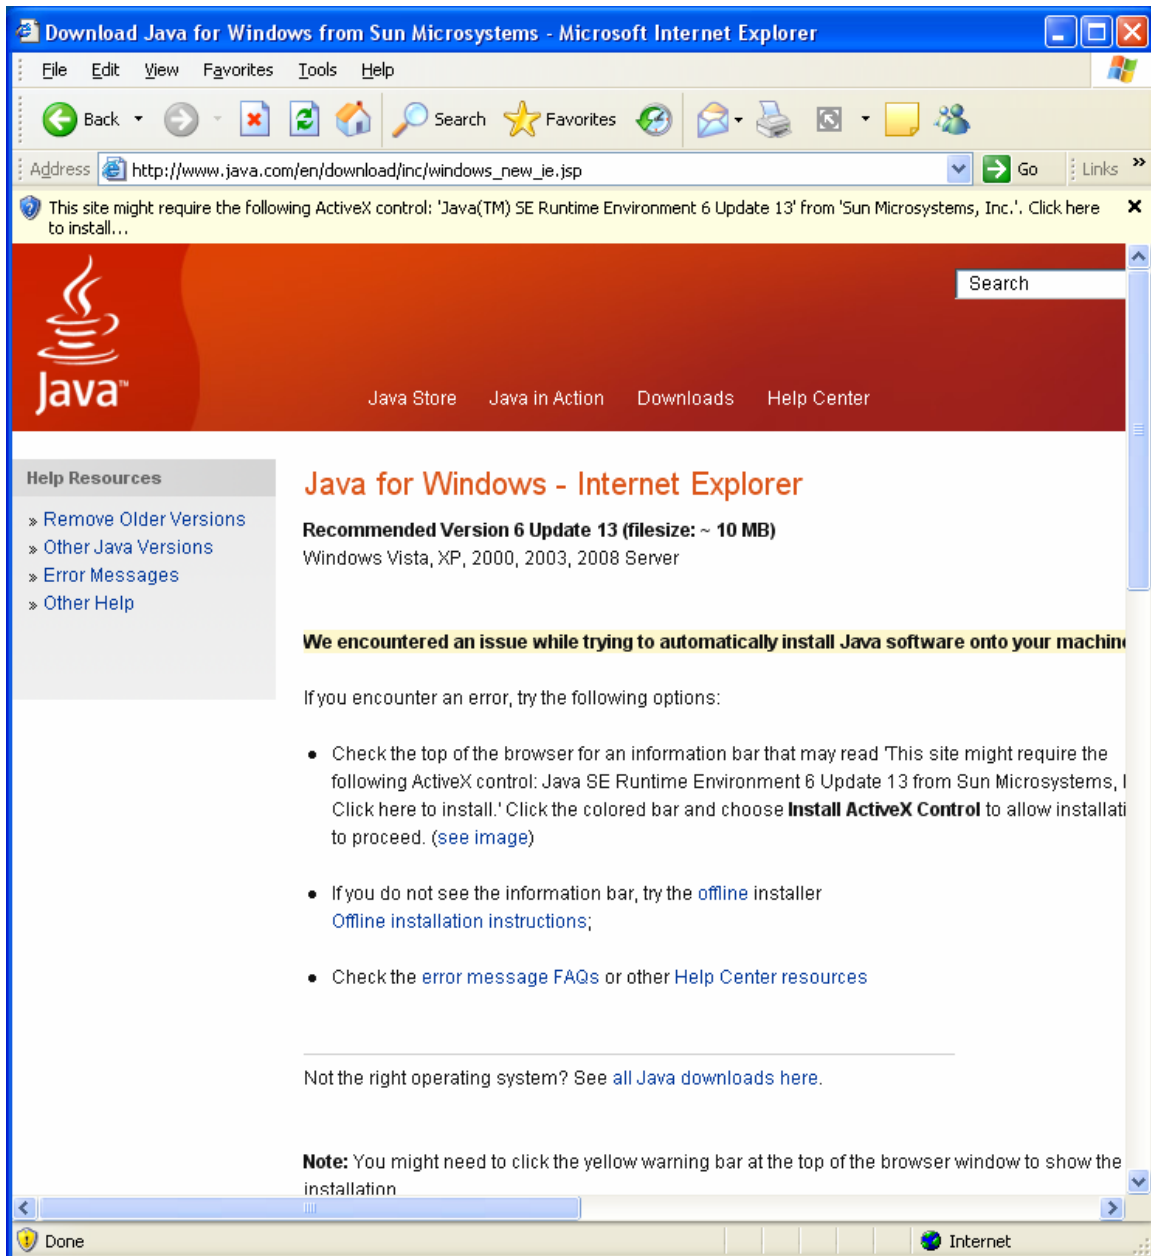 Download Java for Windows from Sun Microsystems - Microsoft Internet Explorer
File Edit View Favorites Tools Help
Back Search Favorites
Address http://www.java.com/en/download/inc/windows_new_ie.jsp Go Links »
This site might require the following ActiveX control: 'Java(TM) SE Runtime Environment 6 Update 13' from 'Sun Microsystems, Inc.'. Click here
to install...
Search
Java™
Java Store Java in Action Downloads Help Center
Help Resources
» Remove Older Versions
» Other Java Versions
» Error Messages
» Other Help
Java for Windows - Internet Explorer
Recommended Version 6 Update 13 (filesize: ~ 10 MB)
Windows Vista, XP, 2000, 2003, 2008 Server
We encountered an issue while trying to automatically install Java software onto your machin
If you encounter an error, try the following options:
• Check the top of the browser for an information bar that may read 'This site might require the
following ActiveX control: Java SE Runtime Environment 6 Update 13 from Sun Microsystems,
Click here to install.' Click the colored bar and choose Install ActiveX Control to allow installati
to proceed. (see image)
• If you do not see the information bar, try the offline installer
Offline installation instructions;
• Check the error message FAQs or other Help Center resources
Not the right operating system? See all Java downloads here.
Note: You might need to click the yellow warning bar at the top of the browser window to show the
installation
Done Internet